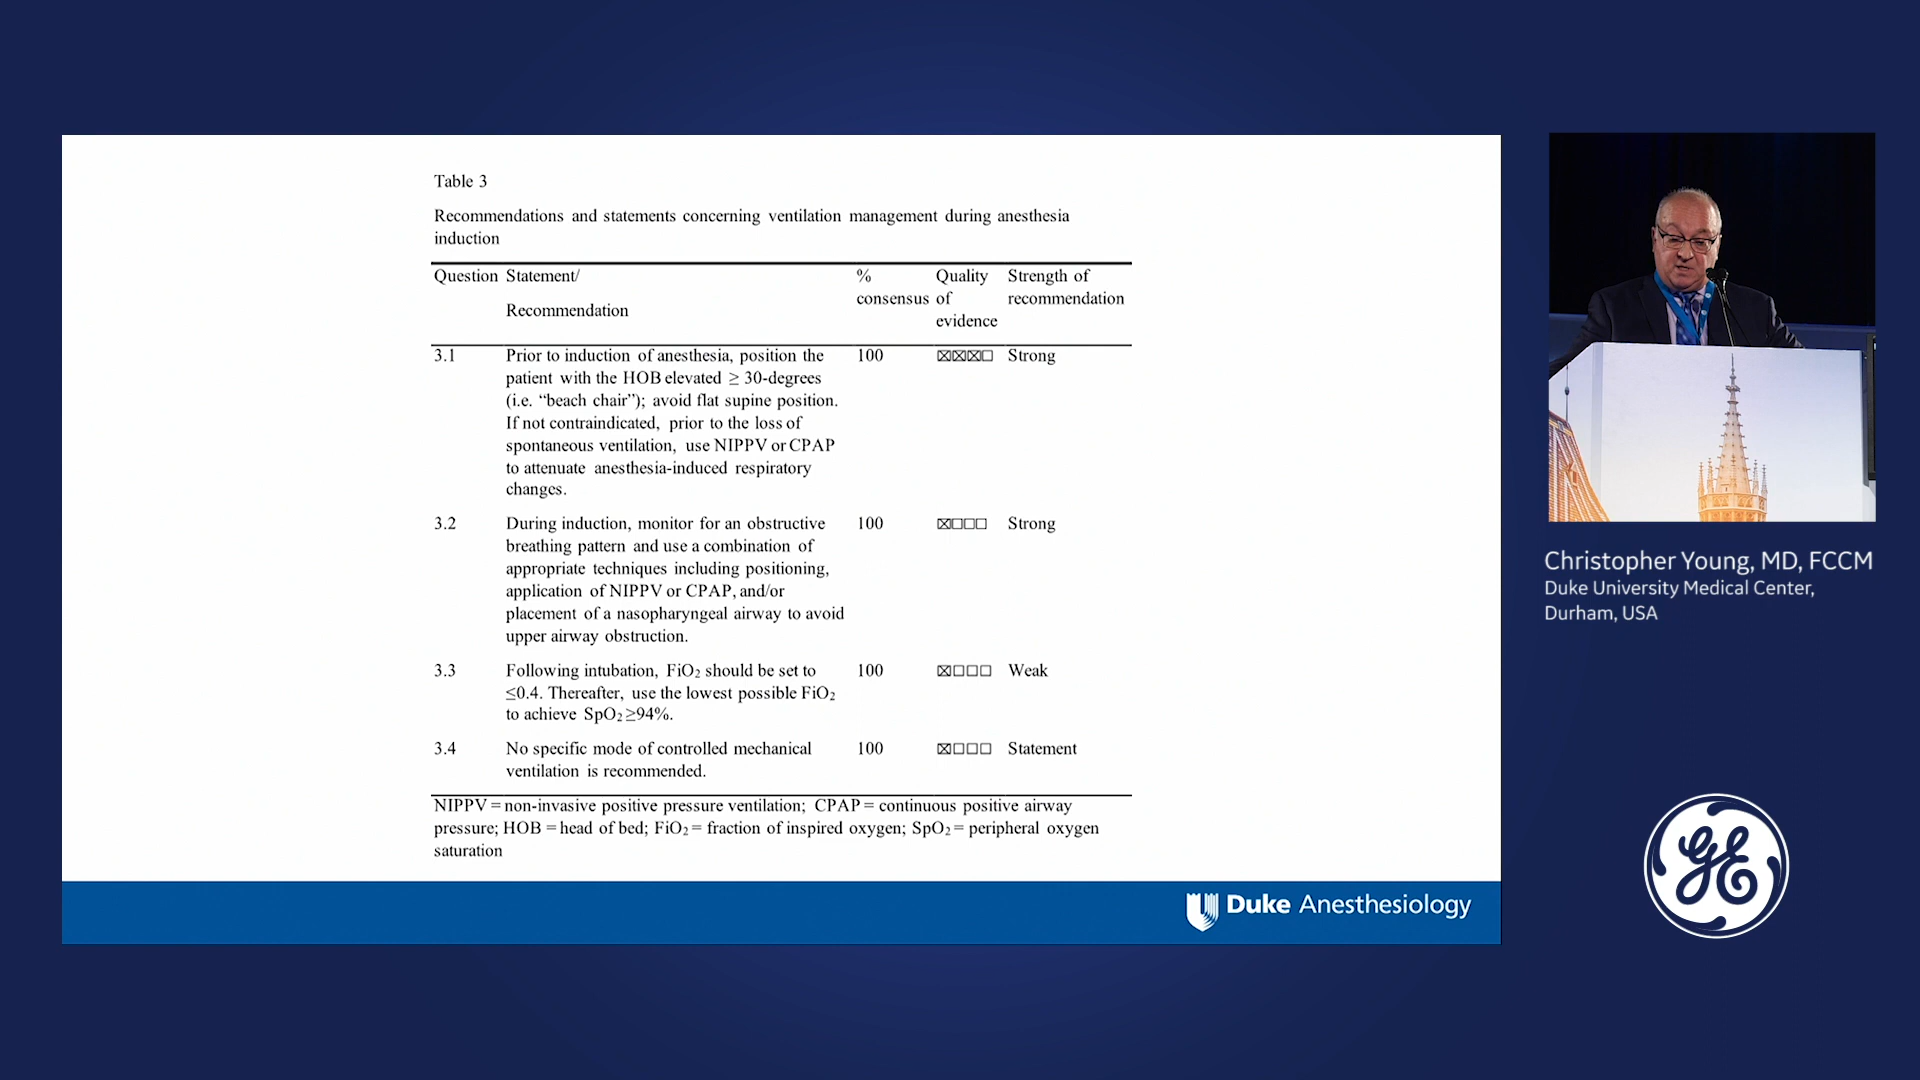 Table 3
Recommendations and statements concerning ventilation management during anesthesia
induction
Question Statement/
Recommendation
%
consensus
Quality
of
evidence
Strength of
recommendation
3.1
Prior to induction of anesthesia, position the
patient with the HOB elevated ≥ 30-degrees
(i.e. “beach chair”); avoid flat supine position.
If not contraindicated, prior to the loss of
spontaneous ventilation, use NIPPV or CPAP
to attenuate anesthesia-induced respiratory
changes.
100
☒☒☒☐
Strong
3.2
During induction, monitor for an obstructive
breathing pattern and use a combination of
appropriate techniques including positioning,
application of NIPPV or CPAP, and/or
placement of a nasopharyngeal airway to avoid
upper airway obstruction.
100
☒☐☐☐
Strong
3.3
Following intubation, FiO₂ should be set to
≤0.4. Thereafter, use the lowest possible FiO₂
to achieve SpO₂ ≥94%.
100
☒☐☐☐
Weak
3.4
No specific mode of controlled mechanical
ventilation is recommended.
100
☒☐☐☐
Statement
NIPPV = non-invasive positive pressure ventilation; CPAP = continuous positive airway
pressure; HOB = head of bed; FiO₂ = fraction of inspired oxygen; SpO₂ = peripheral oxygen
saturation
Duke Anesthesiology
Christopher Young, MD, FCCM
Duke University Medical Center,
Durham, USA
GE